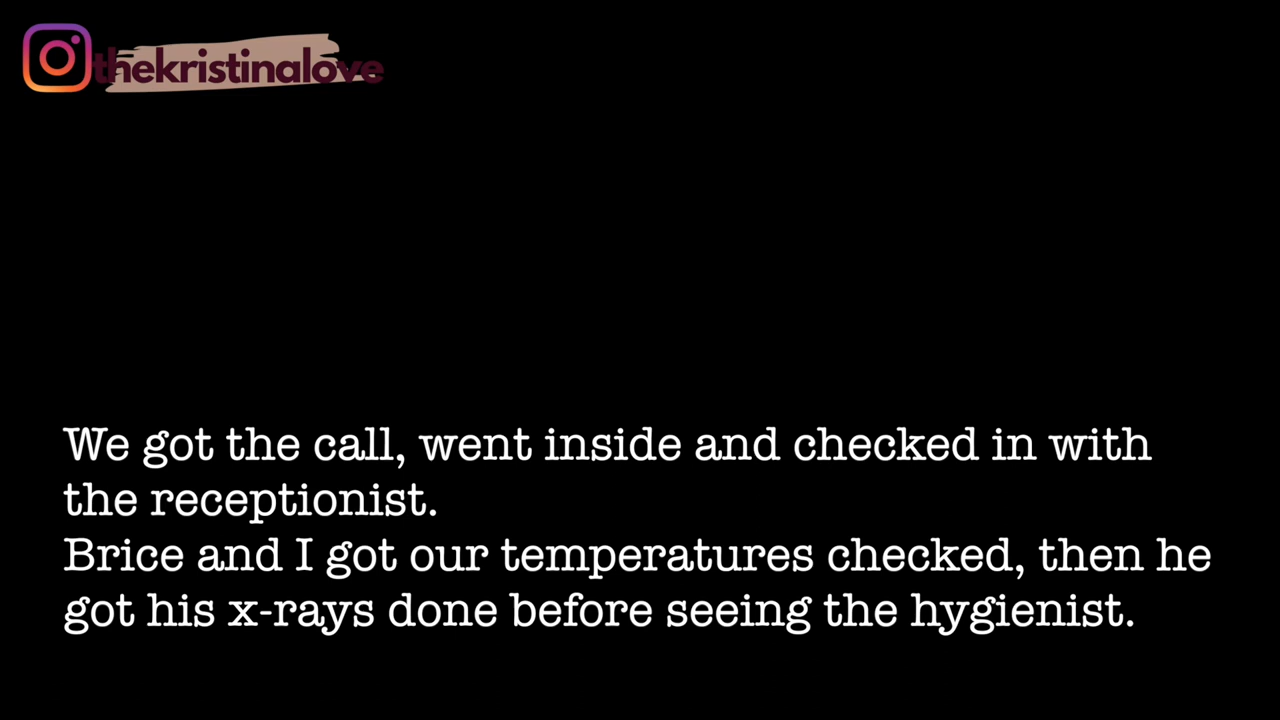 thekristinalove
We got the call, went inside and checked in with
the receptionist.
Brice and I got our temperatures checked, then he
got his x-rays done before seeing the hygienist.